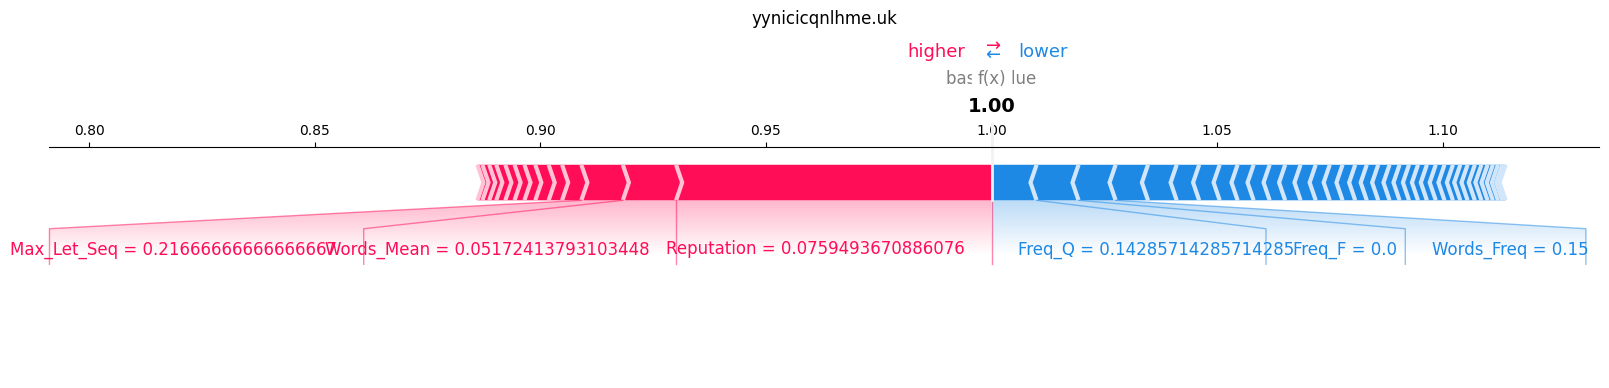 yynicicqnlhme.uk
higher → ← lower
bas f(x) lue
1.00
0.80 0.85 0.90 0.95 1.00 1.05 1.10
Max_Let_Seq = 0.21666666666666667 Words_Mean = 0.05172413793103448 Reputation = 0.0759493670886076 Freq_Q = 0.14285714285714285 Freq_F = 0.0 Words_Freq = 0.15